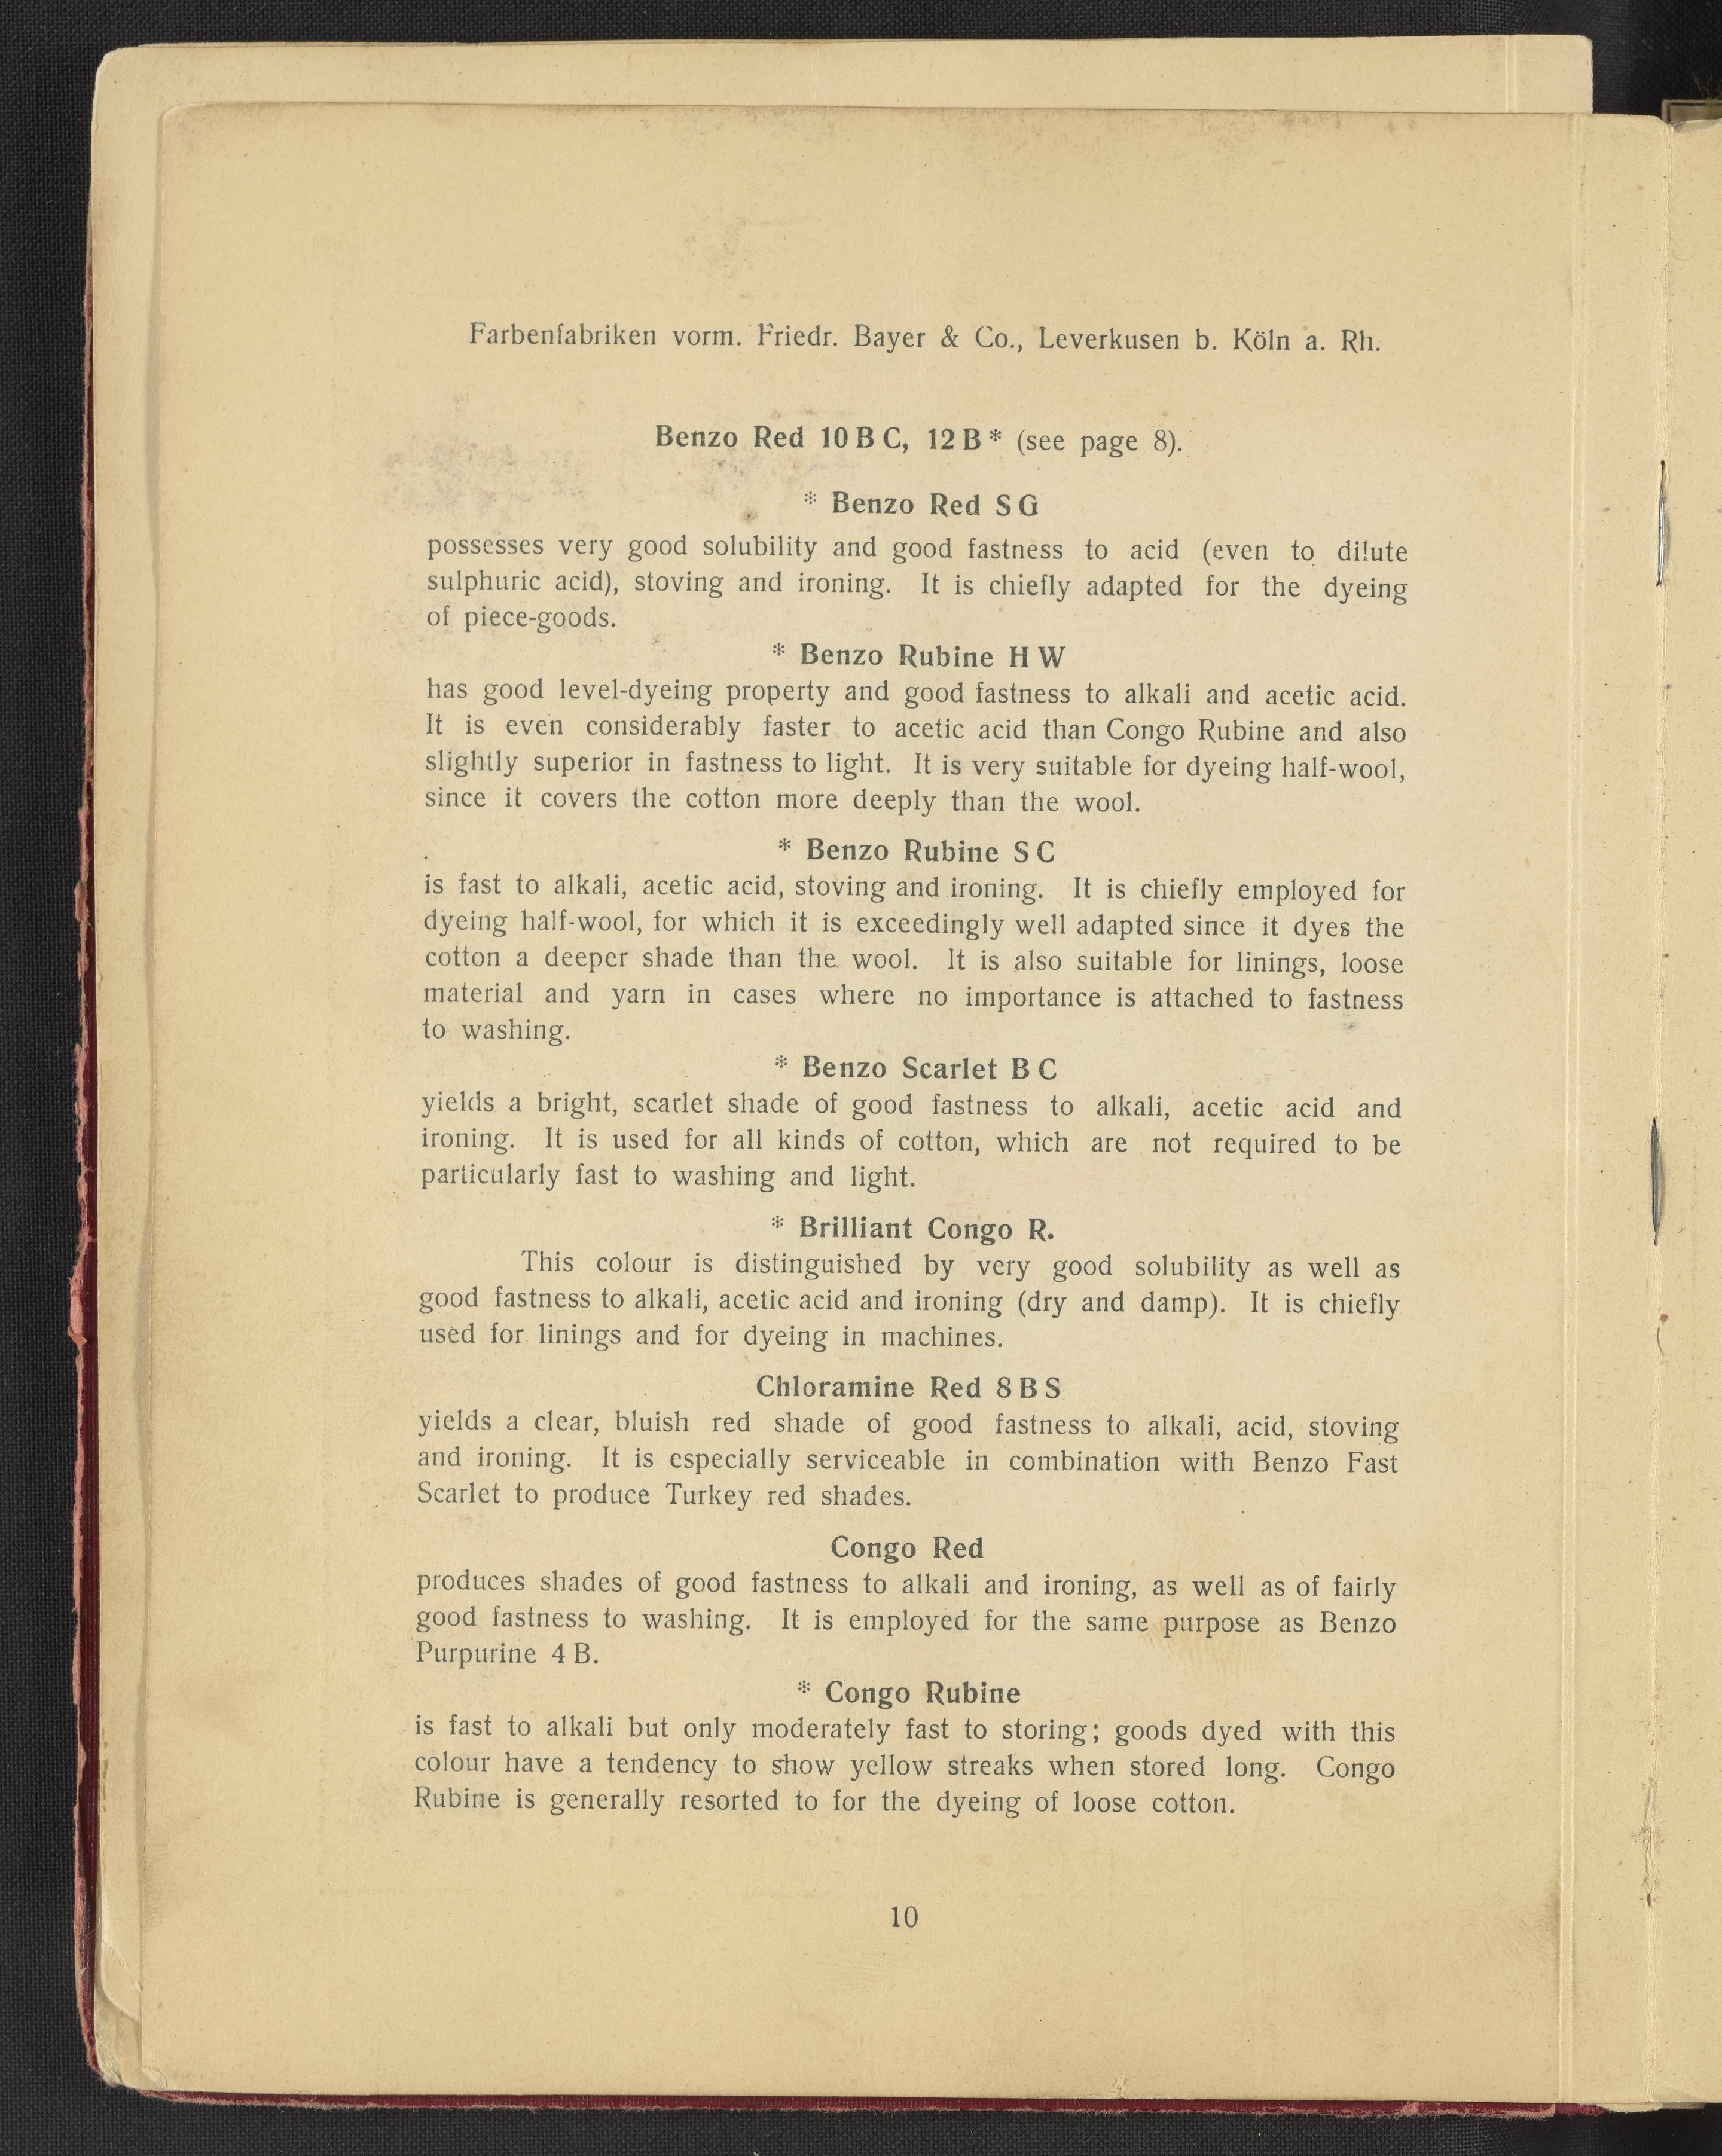 Farbenfabriken vorm. Friedr. Bayer & Co., Leverkusen b. Köln a. Rh.
Benzo Red 10 B C, 12 B * (see page 8).
* Benzo Red S G
possesses very good solubility and good fastness to acid (even to dilute
sulphuric acid), stoving and ironing. It is chiefly adapted for the dyeing
of piece-goods.
* Benzo Rubine H W
has good level-dyeing property and good fastness to alkali and acetic acid.
It is even considerably faster to acetic acid than Congo Rubine and also
slightly superior in fastness to light. It is very suitable for dyeing half-wool,
since it covers the cotton more deeply than the wool.
* Benzo Rubine S C
is fast to alkali, acetic acid, stoving and ironing. It is chiefly employed for
dyeing half-wool, for which it is exceedingly well adapted since it dyes the
cotton a deeper shade than the wool. It is also suitable for linings, loose
material and yarn in cases where no importance is attached to fastness
to washing.
* Benzo Scarlet B C
yields a bright, scarlet shade of good fastness to alkali, acetic acid and
ironing. It is used for all kinds of cotton, which are not required to be
particularly fast to washing and light.
* Brilliant Congo R.
This colour is distinguished by very good solubility as well as
good fastness to alkali, acetic acid and ironing (dry and damp). It is chiefly
used for linings and for dyeing in machines.
Chloramine Red 8 B S
yields a clear, bluish red shade of good fastness to alkali, acid, stoving
and ironing. It is especially serviceable in combination with Benzo Fast
Scarlet to produce Turkey red shades.
Congo Red
produces shades of good fastness to alkali and ironing, as well as of fairly
good fastness to washing. It is employed for the same purpose as Benzo
Purpurine 4 B.
* Congo Rubine
is fast to alkali but only moderately fast to storing; goods dyed with this
colour have a tendency to show yellow streaks when stored long. Congo
Rubine is generally resorted to for the dyeing of loose cotton.
10